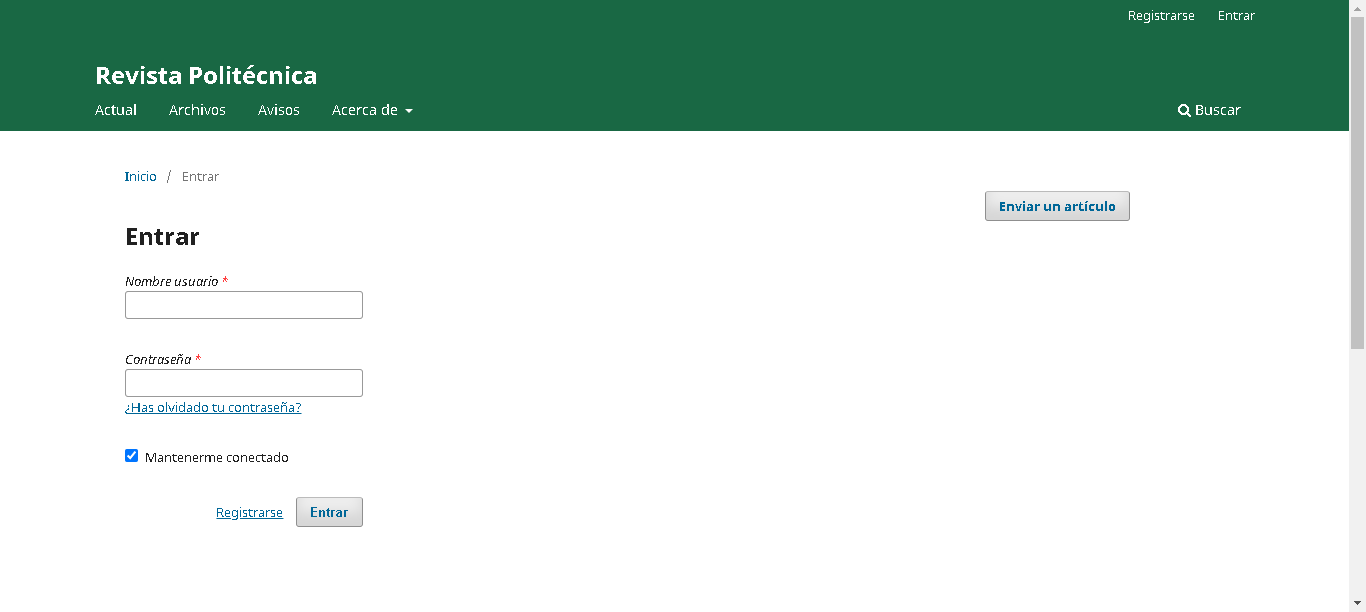 Registrarse Entrar
Revista Politécnica
Actual Archivos Avisos Acerca de Buscar
Inicio / Entrar
Enviar un artículo
Entrar
Nombre usuario *
Contraseña *
¿Has olvidado tu contraseña?
Mantenerme conectado
Registrarse Entrar